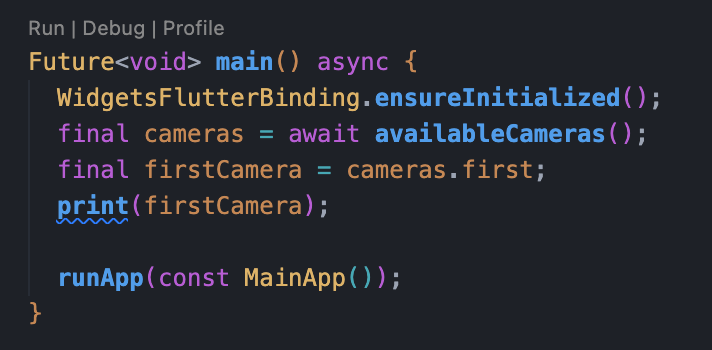 Run | Debug | Profile
Future<void> main() async {
  WidgetsFlutterBinding.ensureInitialized();
  final cameras = await availableCameras();
  final firstCamera = cameras.first;
  print(firstCamera);

  runApp(const MainApp());
}